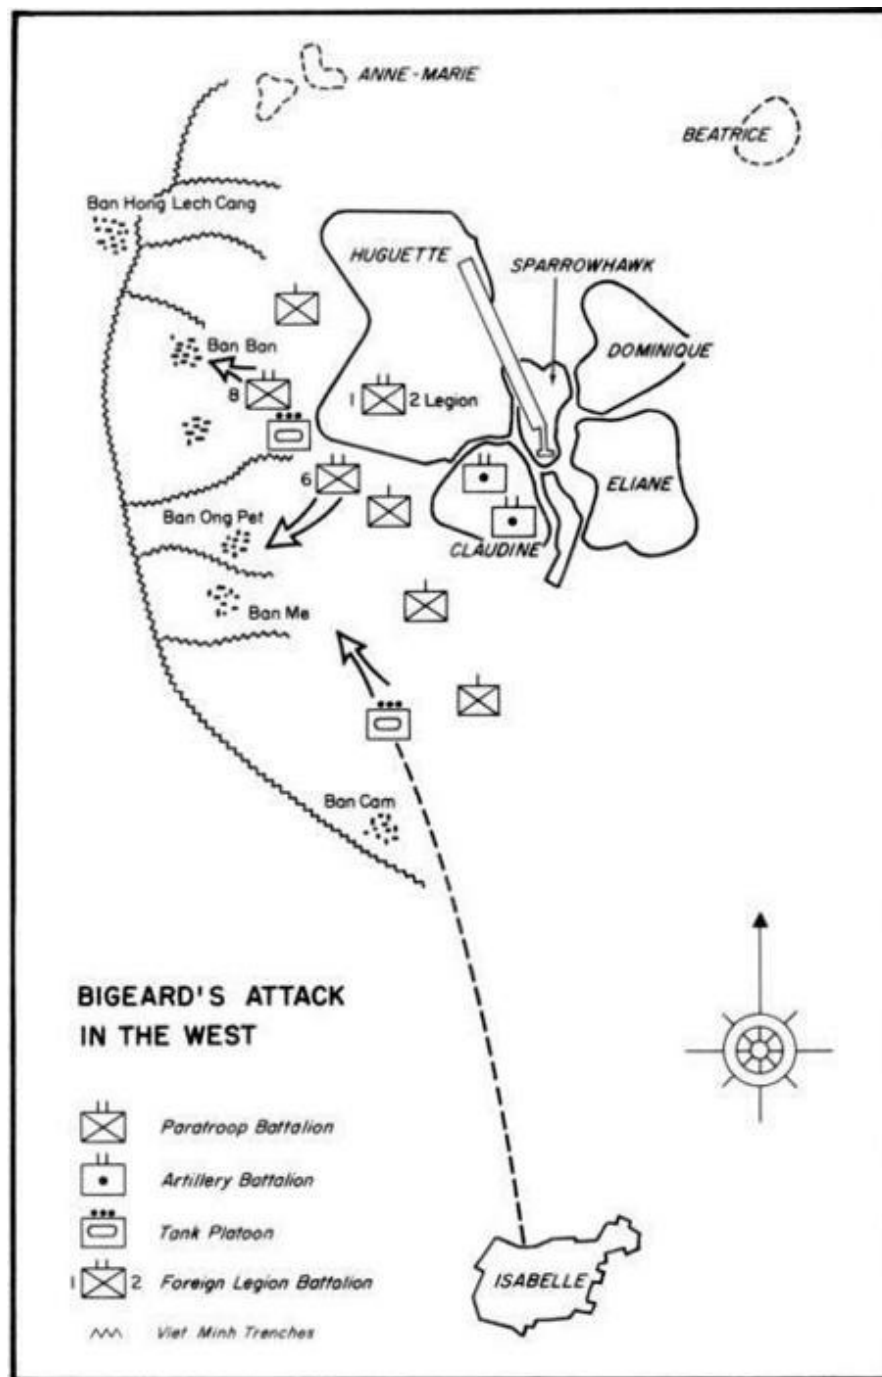 ANNE-MARIE
BEATRICE
Ban Hong Lech Cang
HUGUETTE
SPARROWHAWK
Ban Ban
DOMINIQUE
8
1 2 Legion
6
ELIANE
Ban Ong Pet
CLAUDINE
Ban Me
Ban Cam
BIGEARD'S ATTACK
IN THE WEST
Paratroop Battalion
Artillery Battalion
Tank Platoon
1 2 Foreign Legion Battalion
Viet Minh Trenches
ISABELLE